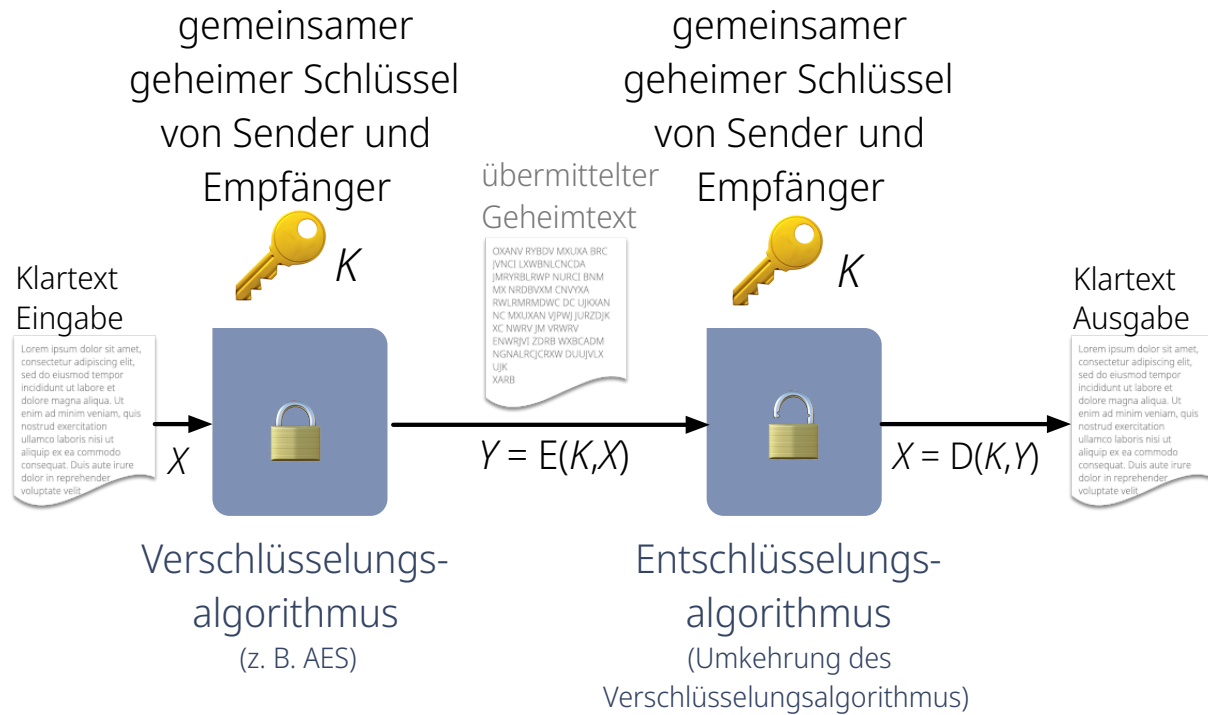 gemeinsamer
geheimer Schlüssel
von Sender und
Empfänger
K
gemeinsamer
geheimer Schlüssel
von Sender und
Empfänger
K
übermittelter
Geheimtext
OXANV RYBDV MXUXA BRC
JVNCI LXWBNLCNCDA
JMRYRBLRWP NURCI BNM
MX NRDBVXM CNVYXA
RWLRMRMDWC DC UJKXAN
NC MXUXAN VJPWJ JURZDJK
XC NWRV JM VRWRV
ENWRJVI ZDRB WXBCADM
NGNALRCJCRXW DUUJVLX
UJK
XARB
Klartext
Eingabe
Lorem ipsum dolor sit amet,
consectetur adipiscing elit,
sed do eiusmod tempor
incididunt ut labore et
dolore magna aliqua. Ut
enim ad minim veniam, quis
nostrud exercitation
ullamco laboris nisi ut
aliquip ex ea commodo
consequat. Duis aute irure
dolor in reprehender
voluptate velit
X
Y = E(K,X)
X = D(K,Y)
Klartext
Ausgabe
Lorem ipsum dolor sit amet,
consectetur adipiscing elit,
sed do eiusmod tempor
incididunt ut labore et
dolore magna aliqua. Ut
enim ad minim veniam, quis
nostrud exercitation
ullamco laboris nisi ut
aliquip ex ea commodo
consequat. Duis aute irure
dolor in reprehender
voluptate velit
Verschlüsselungs-
algorithmus
(z. B. AES)
Entschlüsselungs-
algorithmus
(Umkehrung des
Verschlüsselungsalgorithmus)